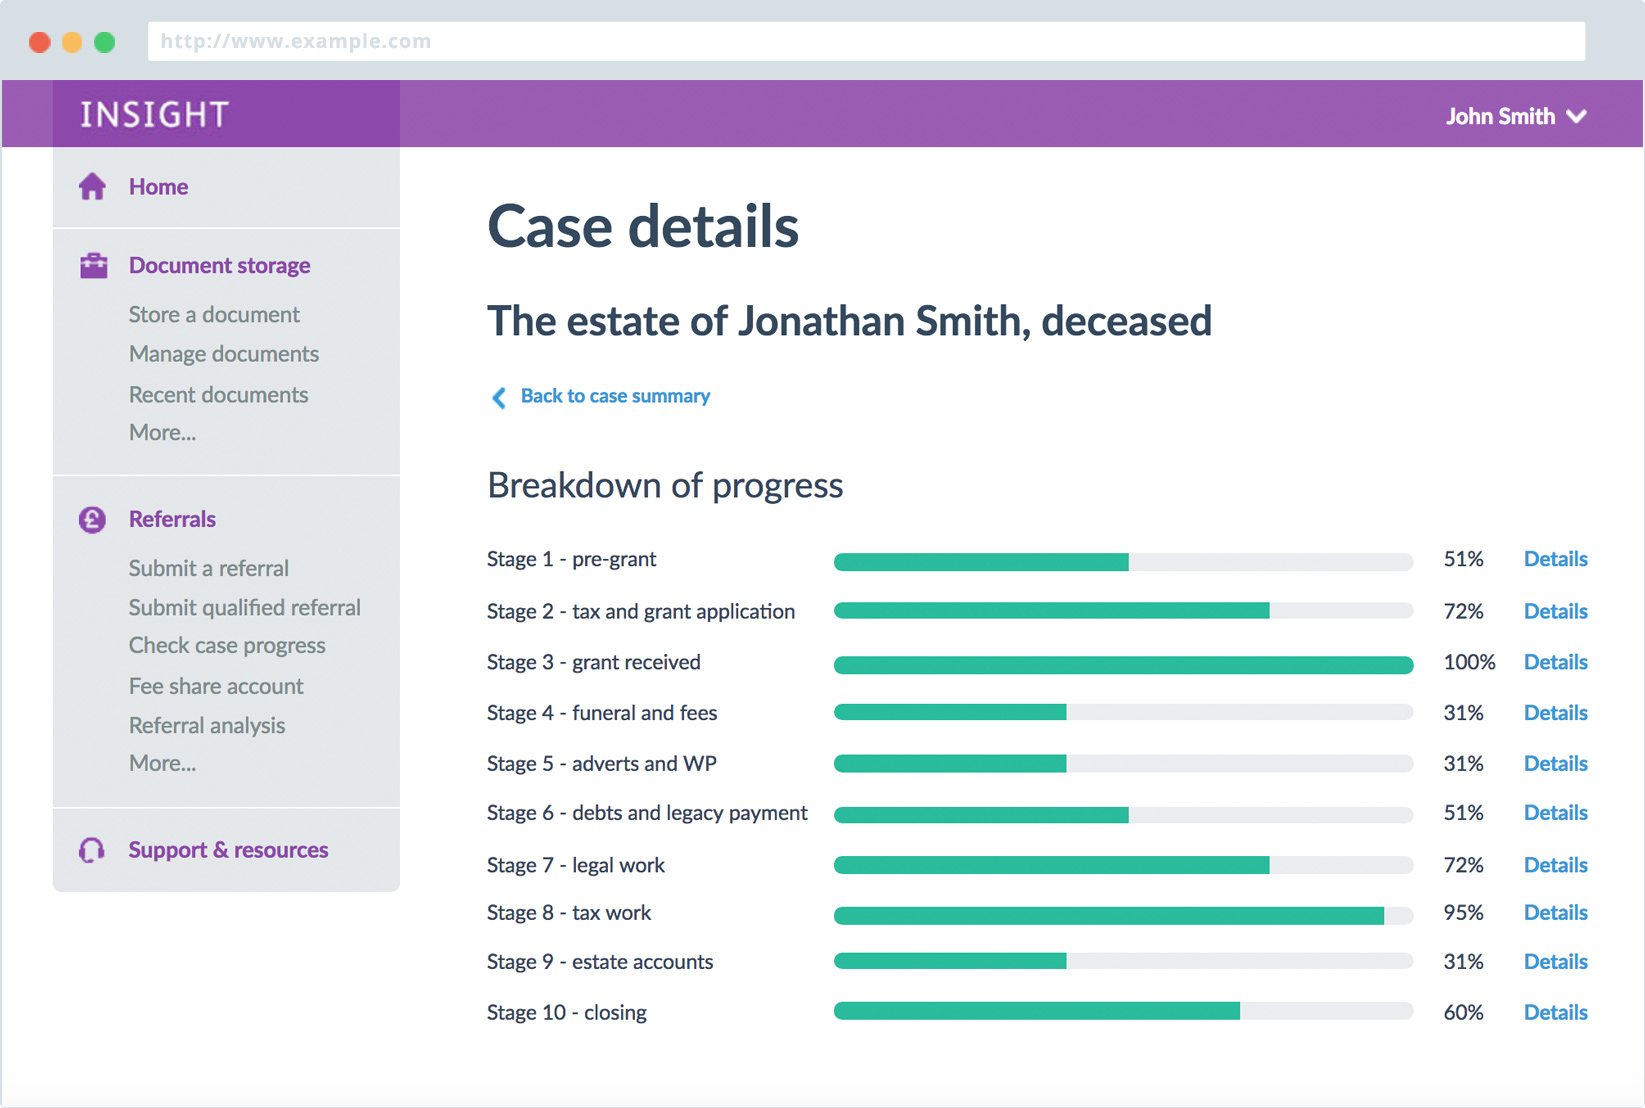 http://www.example.com
INSIGHT
John Smith
Home
Document storage
Store a document
Manage documents
Recent documents
More...
Referrals
Submit a referral
Submit qualified referral
Check case progress
Fee share account
Referral analysis
More...
Support & resources
Case details
The estate of Jonathan Smith, deceased
Back to case summary
Breakdown of progress
Stage 1 - pre-grant 51% Details
Stage 2 - tax and grant application 72% Details
Stage 3 - grant received 100% Details
Stage 4 - funeral and fees 31% Details
Stage 5 - adverts and WP 31% Details
Stage 6 - debts and legacy payment 51% Details
Stage 7 - legal work 72% Details
Stage 8 - tax work 95% Details
Stage 9 - estate accounts 31% Details
Stage 10 - closing 60% Details